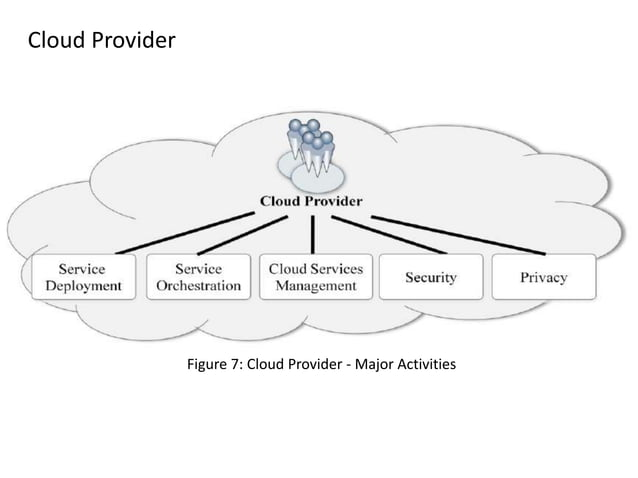 Cloud Provider
Cloud Provider
Service
Deployment
Service
Orchestration
Cloud Services
Management
Security
Privacy
Figure 7: Cloud Provider - Major Activities